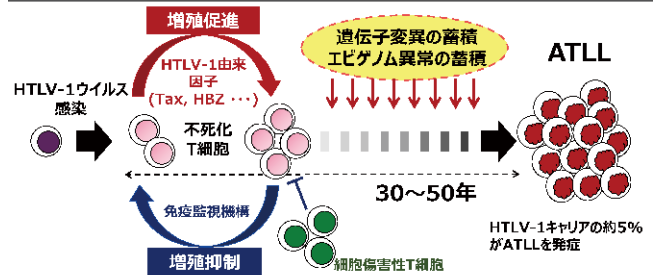 増殖促進
HTLV-1由来
因子
(Tax, HBZ ・・・)
HTLV-1ウイルス
感染
不死化
T細胞
遺伝子変異の蓄積
エピゲノム異常の蓄積
ATLL
30～50年
免疫監視機構
増殖抑制
細胞傷害性T細胞
HTLV-1キャリアの約5%
がATLLを発症